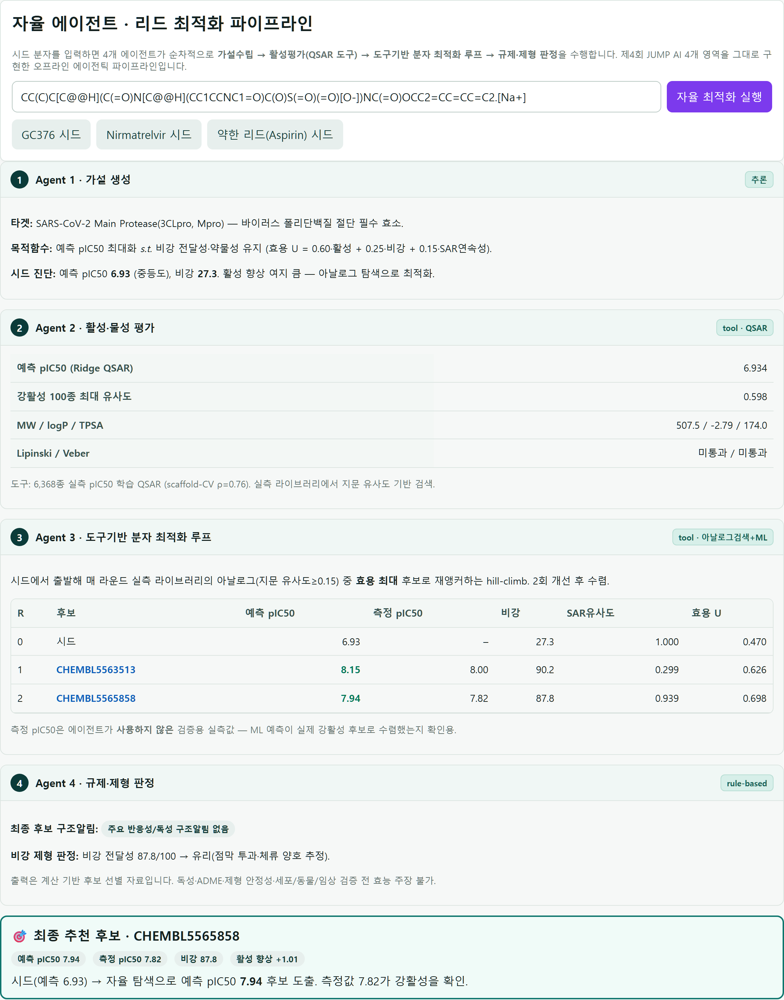 자율 에이전트 · 리드 최적화 파이프라인
시드 분자를 입력하면 4개 에이전트가 순차적으로 가설수립 → 활성평가(QSAR 도구) → 도구기반 분자 최적화 루프 → 규제·제형 판정을 수행합니다. 제4회 JUMP AI 4개 영역을 그대로 구
현한 오프라인 에이전틱 파이프라인입니다.
CC(C)C[C@@H](C(=O)N[C@@H](CC1CCNC1=O)C(O)S(=O)(=O)[O-])NC(=O)OCC2=CC=CC=C2.[Na+]
자율 최적화 실행
GC376 시드
Nirmatrelvir 시드
약한 리드(Aspirin) 시드
1 Agent 1 · 가설 생성
추론
타겟: SARS-CoV-2 Main Protease(3CLpro, Mpro) — 바이러스 폴리단백질 절단 필수 효소.
목적함수: 예측 pIC50 최대화 s.t. 비강 전달성·약물성 유지 (효용 U = 0.60·활성 + 0.25·비강 + 0.15·SAR연속성).
시드 진단: 예측 pIC50 6.93 (중등도), 비강 27.3. 활성 향상 여지 큼 — 아날로그 탐색으로 최적화.
2 Agent 2 · 활성·물성 평가
tool · QSAR
예측 pIC50 (Ridge QSAR) 6.934
강활성 100종 최대 유사도 0.598
MW / logP / TPSA 507.5 / -2.79 / 174.0
Lipinski / Veber 미통과 / 미통과
도구: 6,368종 실측 pIC50 학습 QSAR (scaffold-CV ρ=0.76). 실측 라이브러리에서 지문 유사도 기반 검색.
3 Agent 3 · 도구기반 분자 최적화 루프
tool · 아날로그검색+ML
시드에서 출발해 매 라운드 실측 라이브러리의 아날로그(지문 유사도≥0.15) 중 효용 최대 후보로 재앵커하는 hill-climb. 2회 개선 후 수렴.
R 후보 예측 pIC50 측정 pIC50 비강 SAR유사도 효용 U
0 시드 6.93 – 27.3 1.000 0.470
1 CHEMBL5563513 8.15 8.00 90.2 0.299 0.626
2 CHEMBL5565858 7.94 7.82 87.8 0.939 0.698
측정 pIC50은 에이전트가 사용하지 않은 검증용 실측값 — ML 예측이 실제 강활성 후보로 수렴했는지 확인용.
4 Agent 4 · 규제·제형 판정
rule-based
최종 후보 구조알림: 주요 반응성/독성 구조알림 없음
비강 제형 판정: 비강 전달성 87.8/100 → 유리(점막 투과·체류 양호 추정).
출력은 계산 기반 후보 선별 자료입니다. 독성·ADME·제형 안정성·세포/동물/임상 검증 전 효능 주장 불가.
🎯 최종 추천 후보 · CHEMBL5565858
예측 pIC50 7.94 측정 pIC50 7.82 비강 87.8 활성 향상 +1.01
시드(예측 6.93) → 자율 탐색으로 예측 pIC50 7.94 후보 도출. 측정값 7.82가 강활성을 확인.